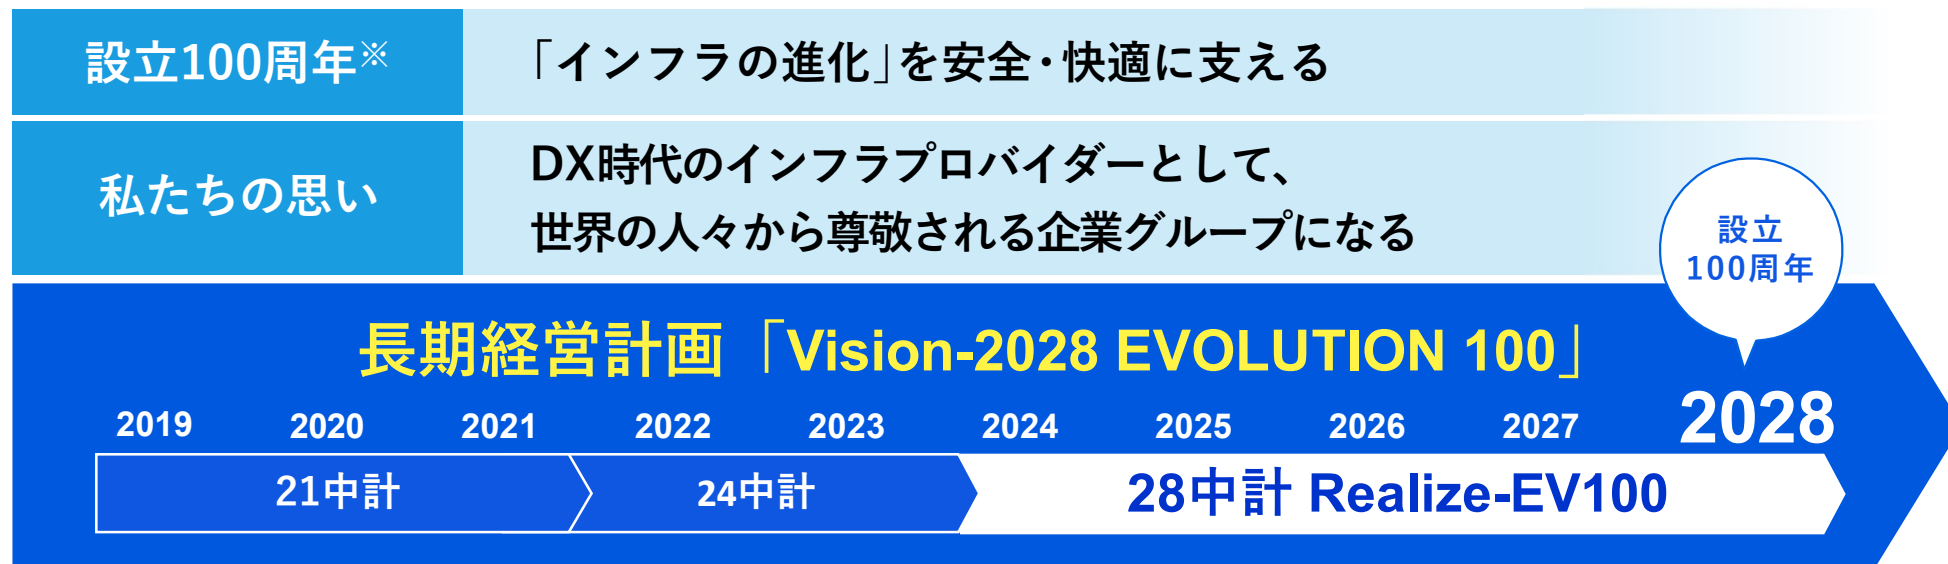 設立100周年※
「インフラの進化」を安全・快適に支える
私たちの思い
DX時代のインフラプロバイダーとして、
世界の人々から尊敬される企業グループになる
設立
100周年
長期経営計画「Vision-2028 EVOLUTION 100」
2019 2020 2021 2022 2023 2024 2025 2026 2027 2028
21中計 24中計 28中計 Realize-EV100